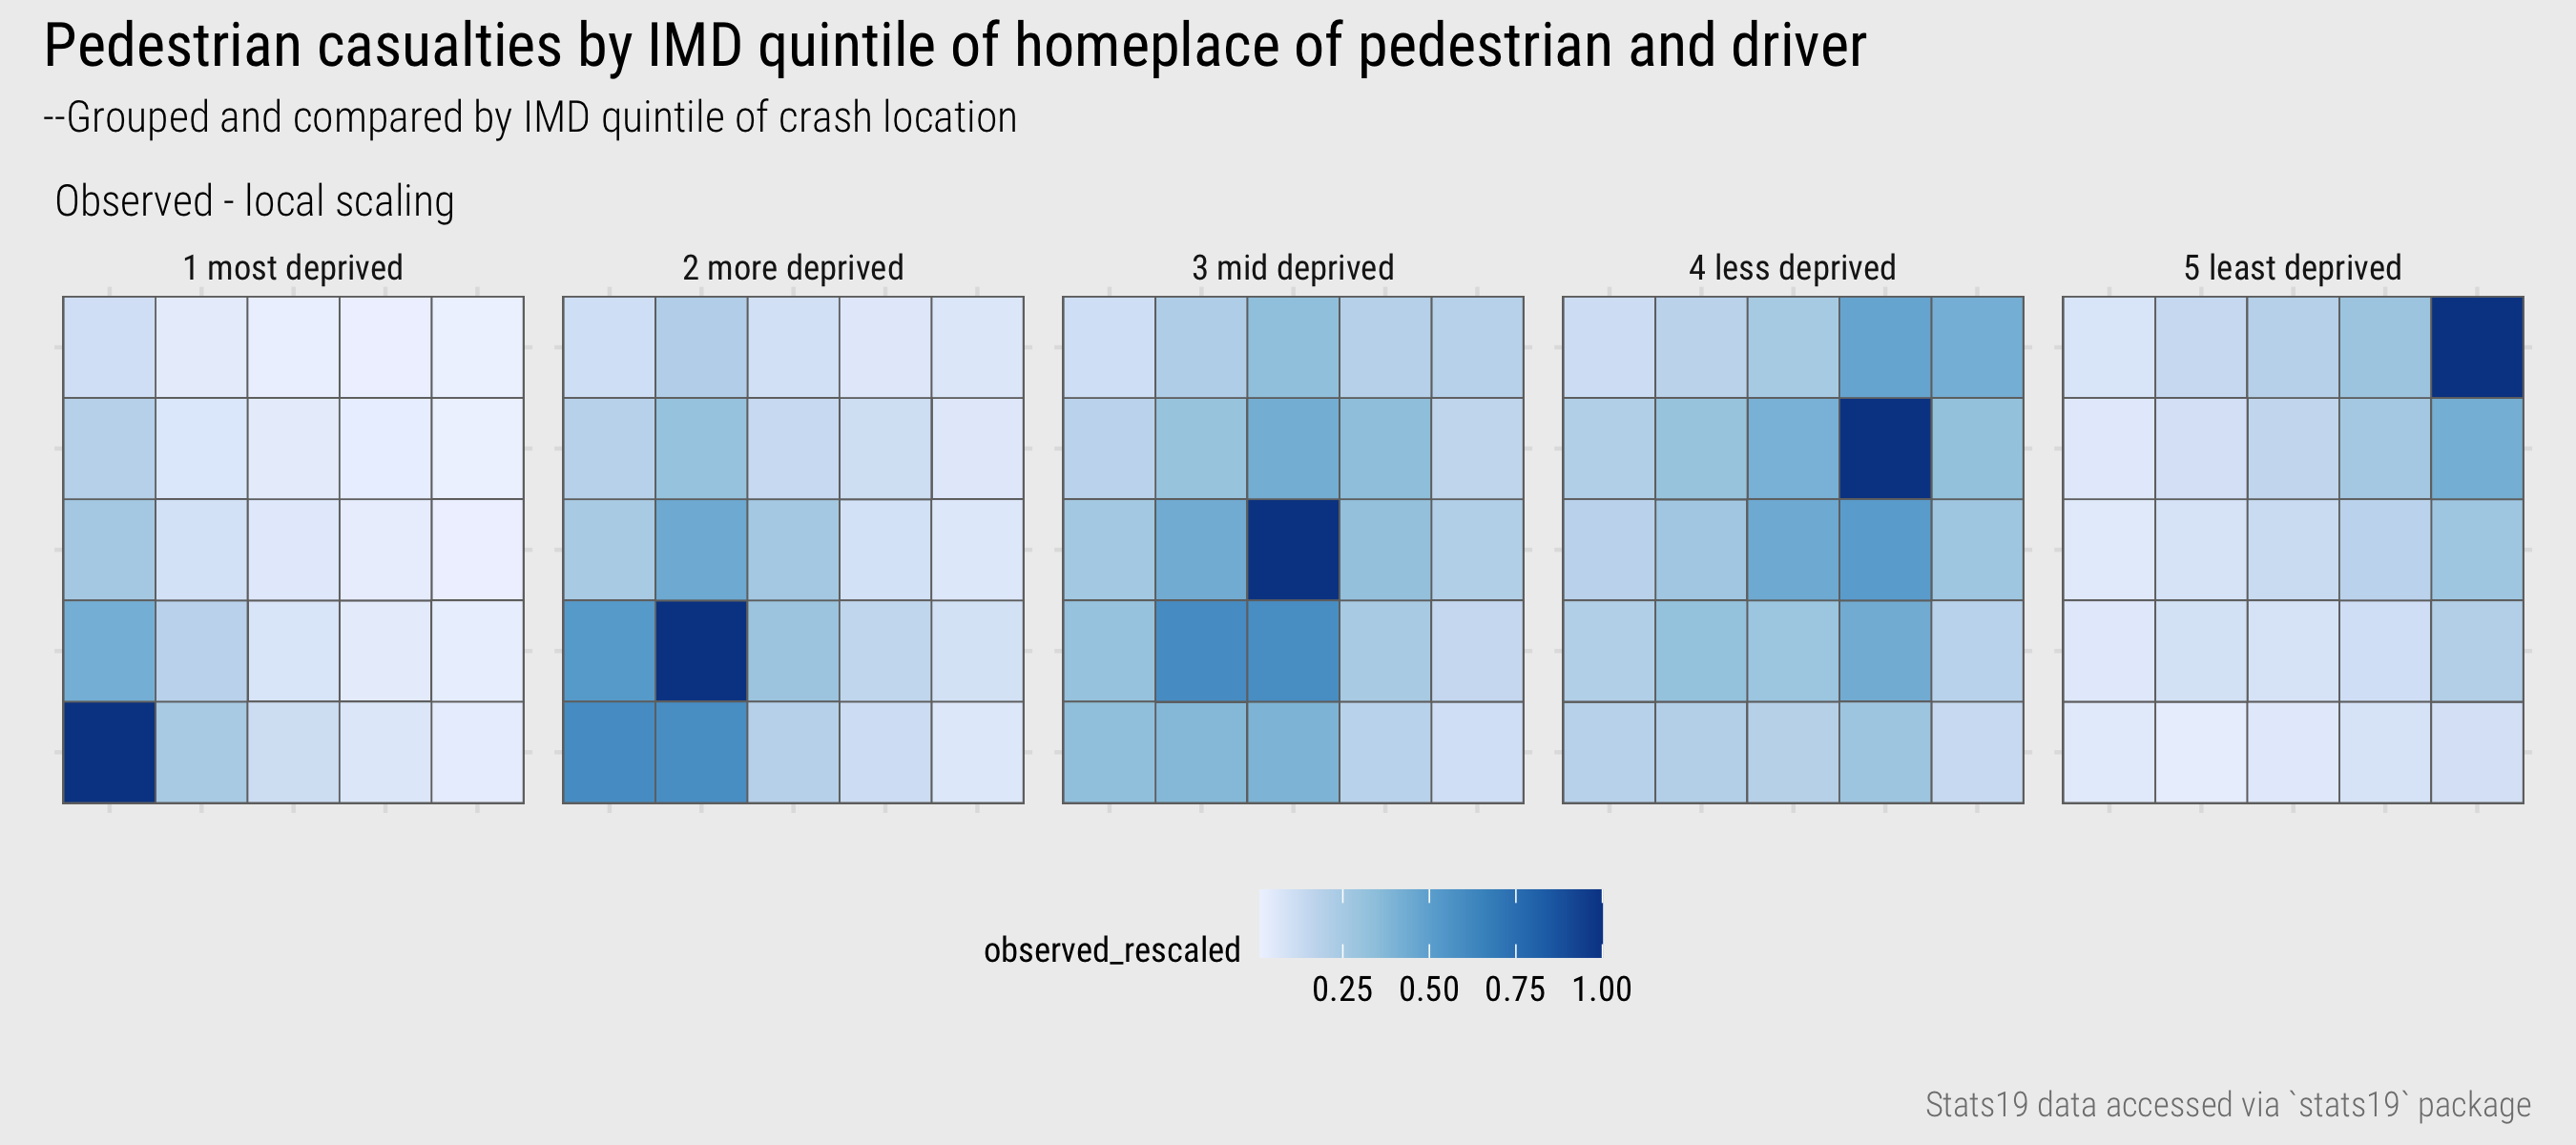 Pedestrian casualties by IMD quintile of homeplace of pedestrian and driver
--Grouped and compared by IMD quintile of crash location
Observed - local scaling
1 most deprived
2 more deprived
3 mid deprived
4 less deprived
5 least deprived
observed_rescaled
0.25 0.50 0.75 1.00
Stats19 data accessed via `stats19` package